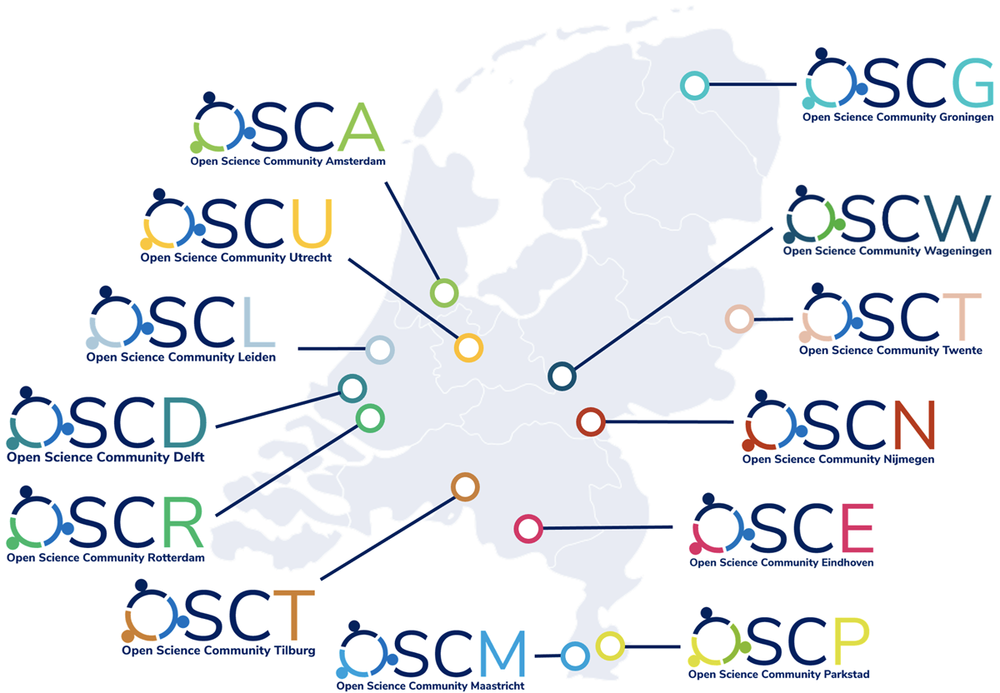 OSCG
Open Science Community Groningen
OSCA
Open Science Community Amsterdam
OSCU
Open Science Community Utrecht
OSCW
Open Science Community Wageningen
OSCL
Open Science Community Leiden
OSCT
Open Science Community Twente
OSCD
Open Science Community Delft
OSCN
Open Science Community Nijmegen
OSCR
Open Science Community Rotterdam
OSCE
Open Science Community Eindhoven
OSCT
Open Science Community Tilburg
OSCM
Open Science Community Maastricht
OSCP
Open Science Community Parkstad